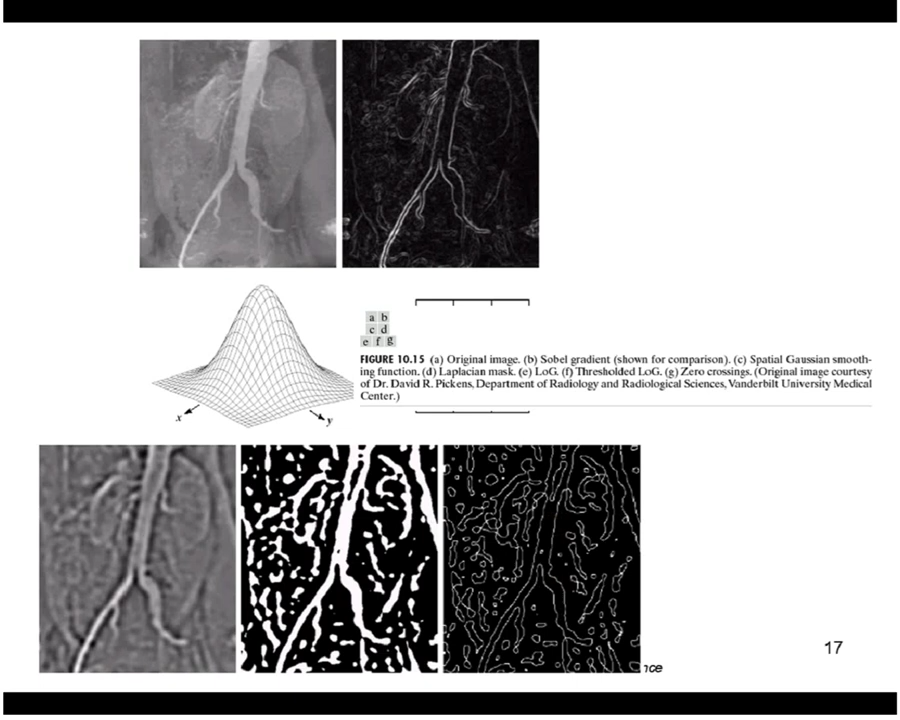 a b
c d
e f g
FIGURE 10.15 (a) Original image. (b) Sobel gradient (shown for comparison). (c) Spatial Gaussian smooth-
ing function. (d) Laplacian mask. (e) LoG. (f) Thresholded LoG. (g) Zero crossings. (Original image courtesy
of Dr. David R. Pickens, Department of Radiology and Radiological Sciences, Vanderbilt University Medical
Center.)
x
y
17
nce